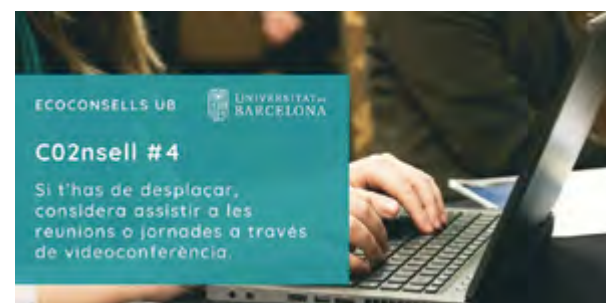 ECOCONSELLS UB
UNIVERSITAT DE
BARCELONA
C02nsell #4
Si t'has de desplaçar,
considera assistir a les
reunions o jornades a través
de videoconferència.